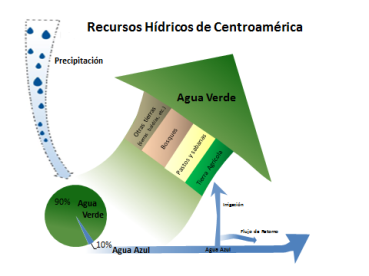 Recursos Hídricos de Centroamérica
Precipitación
Agua Verde
Otras tierras
Bosques
Pastos y sabanas
Tierra Agrícola
90% Agua
Verde
10%
Agua Azul
Irrigación
Flujo de Retorno
Agua Azul